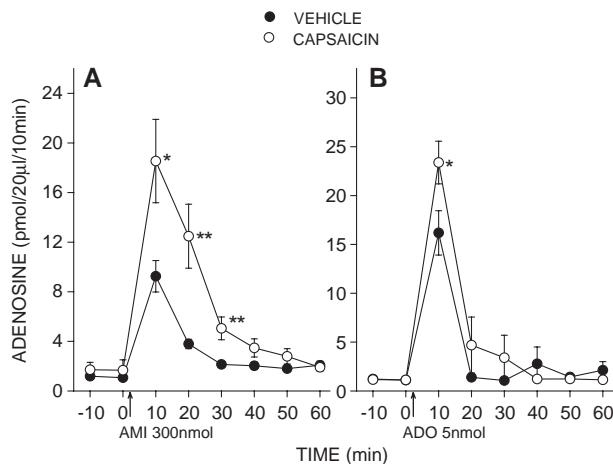 ● VEHICLE
○ CAPSAICIN
A
B
ADENOSINE (pmol/20μl/10min)
24
20
16
12
8
4
0
30
25
20
15
10
5
0
*
**
**
*
-10 0 10 20 30 40 50 60
-10 0 10 20 30 40 50 60
AMI 300nmol
ADO 5nmol
TIME (min)